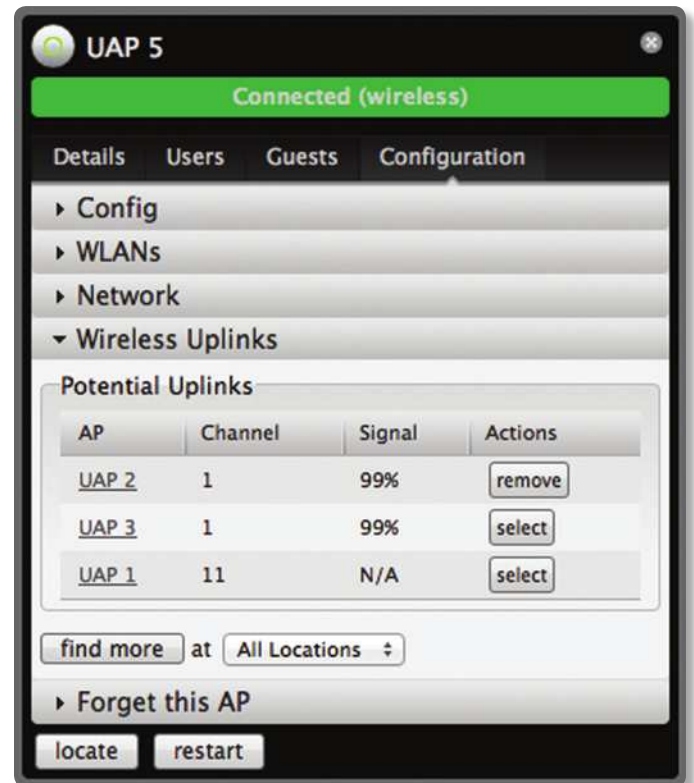 UAP 5
Connected (wireless)
Details Users Guests Configuration
Config
WLANs
Network
Wireless Uplinks
Potential Uplinks
AP Channel Signal Actions
UAP 2 1 99% remove
UAP 3 1 99% select
UAP 1 11 N/A select
find more at All Locations
Forget this AP
locate restart